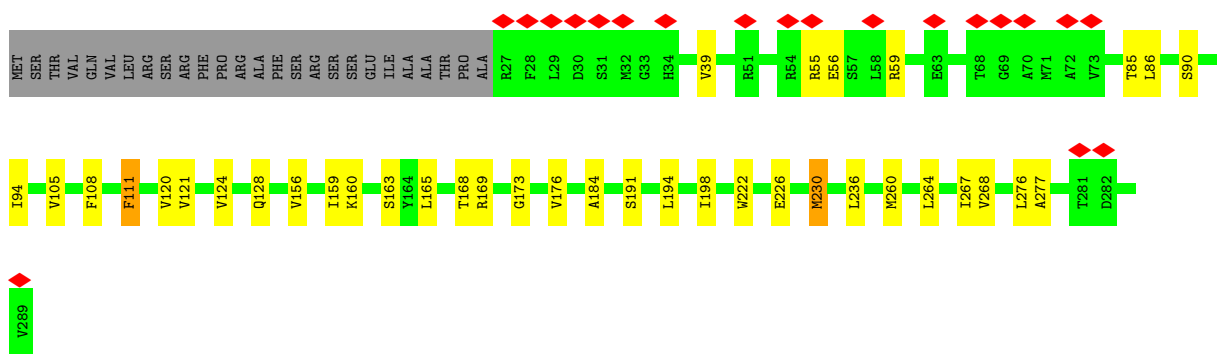 MET SER THR VAL GLN VAL LEU ARG SER ARG PHE PRO ARG ALA PHE SER ARG SER SER GLU ILE ALA ALA THR PRO ALA R27 F28 L29 D30 S31 M32 G33 H34 V39 R51 R54 R55 E56 S57 L58 R59 E63 T68 G69 A70 M71 A72 V73 T85 L86 S90
I94 V105 F108 F111 V120 V121 V124 Q128 V156 I159 K160 S163 Y164 L165 T168 R169 G173 V176 A184 S191 L194 I198 W222 E226 M230 L236 M260 L264 I267 V268 L276 A277 T281 D282
V289